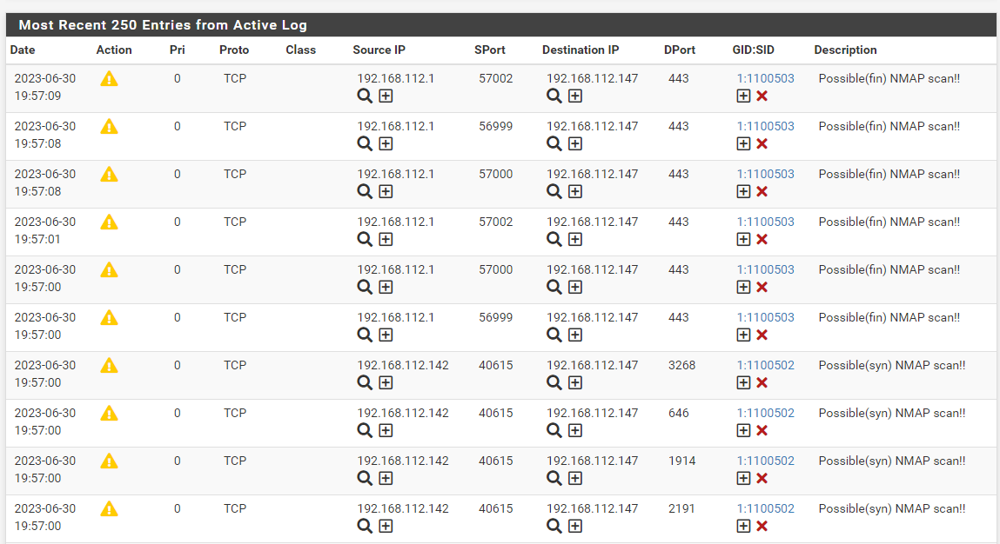 Most Recent 250 Entries from Active Log
Date Action Pri Proto Class Source IP SPort Destination IP DPort GID:SID Description
2023-06-30 0 TCP 192.168.112.1 57002 192.168.112.147 443 1:1100503 Possible(fin) NMAP scan!!
19:57:09
2023-06-30 0 TCP 192.168.112.1 56999 192.168.112.147 443 1:1100503 Possible(fin) NMAP scan!!
19:57:08
2023-06-30 0 TCP 192.168.112.1 57000 192.168.112.147 443 1:1100503 Possible(fin) NMAP scan!!
19:57:08
2023-06-30 0 TCP 192.168.112.1 57002 192.168.112.147 443 1:1100503 Possible(fin) NMAP scan!!
19:57:01
2023-06-30 0 TCP 192.168.112.1 57000 192.168.112.147 443 1:1100503 Possible(fin) NMAP scan!!
19:57:00
2023-06-30 0 TCP 192.168.112.1 56999 192.168.112.147 443 1:1100503 Possible(fin) NMAP scan!!
19:57:00
2023-06-30 0 TCP 192.168.112.142 40615 192.168.112.147 3268 1:1100502 Possible(syn) NMAP scan!!
19:57:00
2023-06-30 0 TCP 192.168.112.142 40615 192.168.112.147 646 1:1100502 Possible(syn) NMAP scan!!
19:57:00
2023-06-30 0 TCP 192.168.112.142 40615 192.168.112.147 1914 1:1100502 Possible(syn) NMAP scan!!
19:57:00
2023-06-30 0 TCP 192.168.112.142 40615 192.168.112.147 2191 1:1100502 Possible(syn) NMAP scan!!
19:57:00